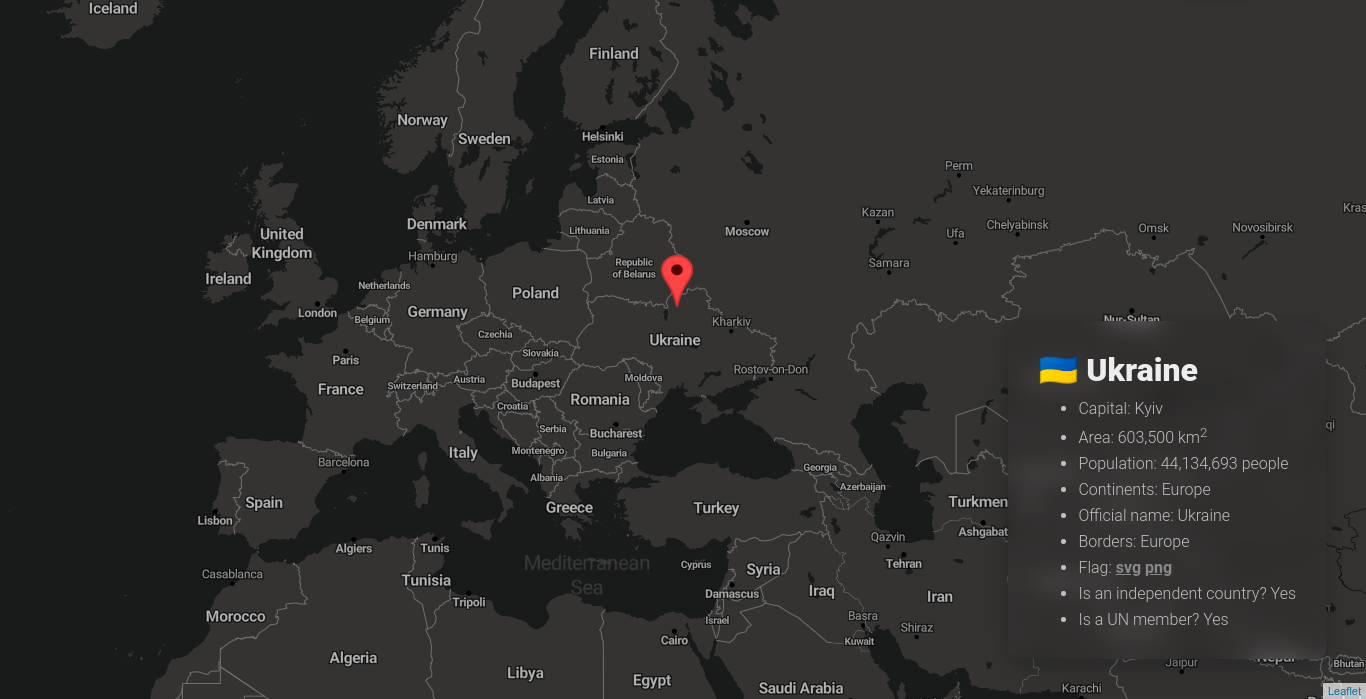 Iceland
Finland
Norway
Sweden
Helsinki
Estonia
Perm
Yekaterinburg
Latvia
Kazan
Kras
Denmark
Lithuania
Moscow
Ufa
Chelyabinsk
Omsk
Novosibirsk
United
Kingdom
Hamburg
Republic
of Belarus
Samara
Ireland
Netherlands
Poland
London
Belgium
Germany
Kharkiv
Nur-Sultan
Czechia
Ukraine
Paris
Slovakia
France
Switzerland
Austria
Budapest
Moldova
Rostov-on-Don
Romania
Croatia
Serbia
Bucharest
Italy
Montenegro
Bulgaria
Barcelona
Albania
Georgia
Azerbaijan
Spain
Greece
Turkey
Turkmen
Lisbon
Ashgabat
Algiers
Tunis
Qazvin
Mediterranean
Sea
Cyprus
Syria
Tehran
Casablanca
Tunisia
Damascus
Iraq
Iran
Tripoli
Morocco
Israel
Basra
Shiraz
Cairo
Kuwait
Algeria
Libya
Egypt
Saudi Arabia
Karachi
Jaipur
Nepal
Bhutan
qi
🇺🇦 Ukraine
• Capital: Kyiv
• Area: 603,500 km²
• Population: 44,134,693 people
• Continents: Europe
• Official name: Ukraine
• Borders: Europe
• Flag: svg png
• Is an independent country? Yes
• Is a UN member? Yes
Leaflet